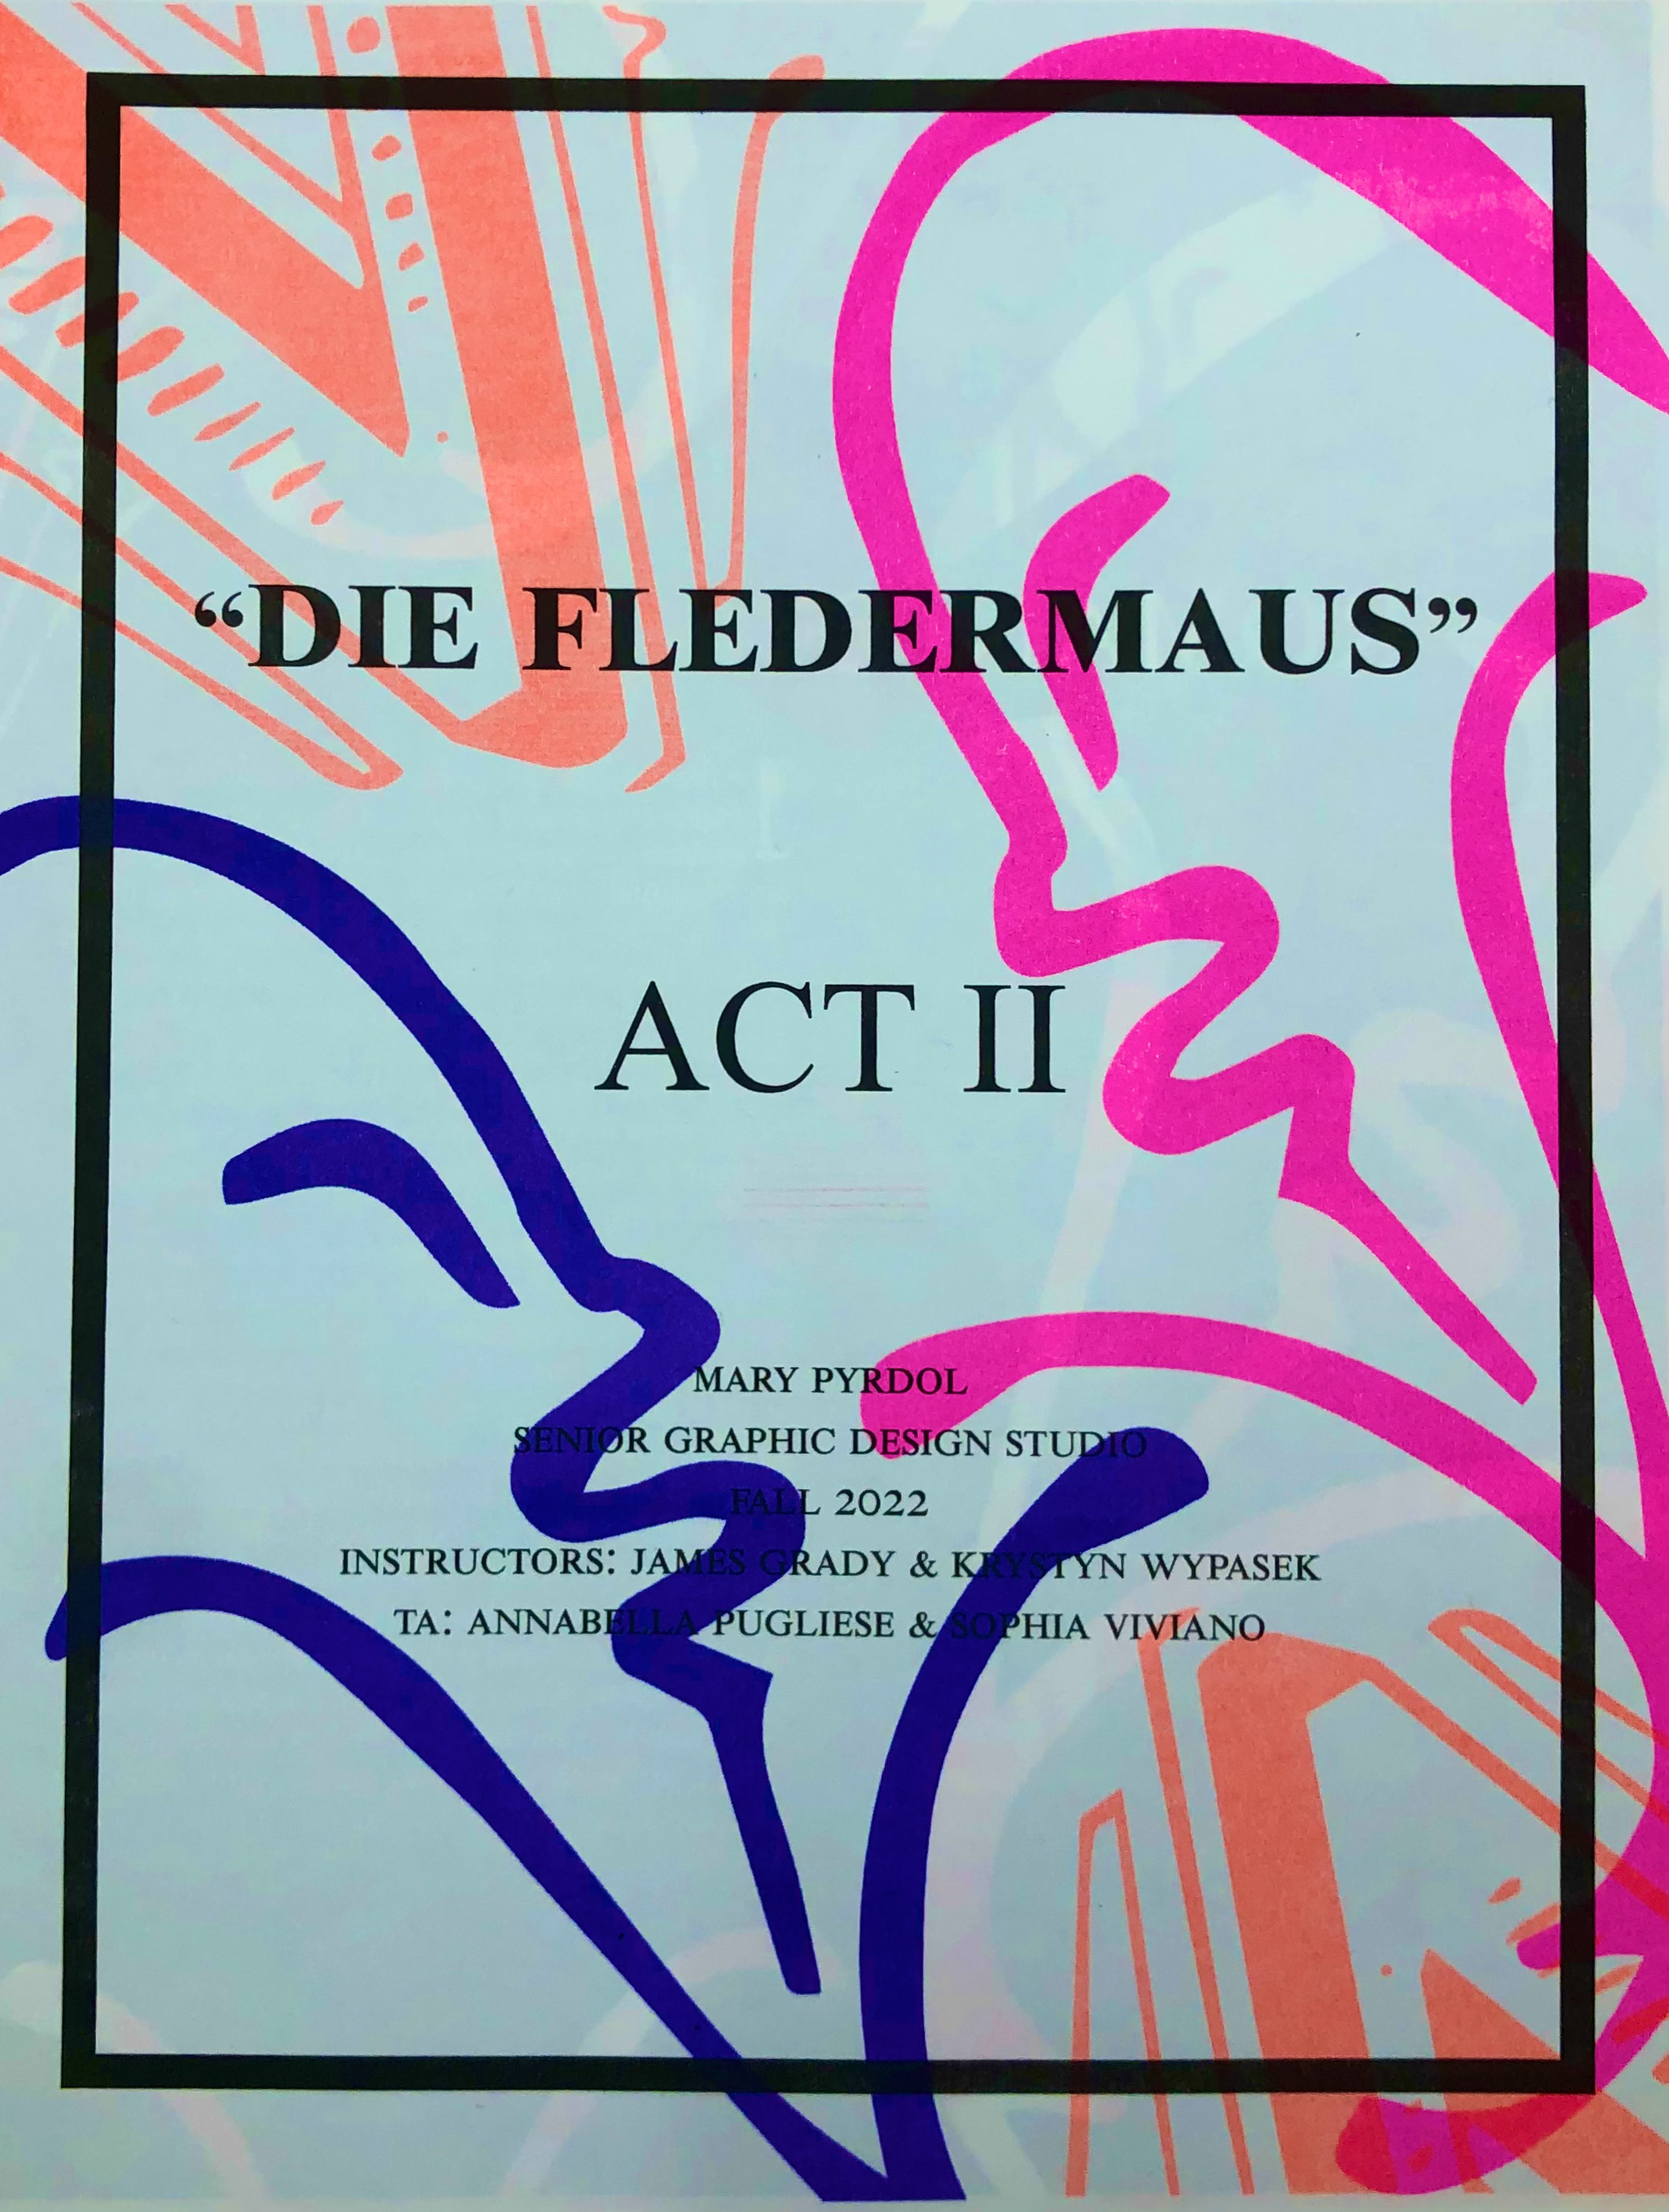 “DIE FLEDERMAUS”
ACT II
MARY PYRDOL
SENIOR GRAPHIC DESIGN STUDIO
FALL 2022
INSTRUCTORS: JAMES GRADY & KRYSTYN WYPASEK
TA: ANNABELLA PUGLIESE & SOPHIA VIVIANO